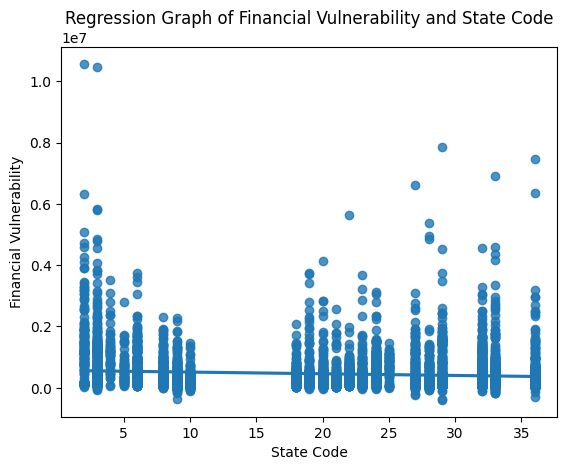 Regression Graph of Financial Vulnerability and State Code
1e7
1.0
0.8
0.6
0.4
0.2
0.0
Financial Vulnerability
5 10 15 20 25 30 35
State Code